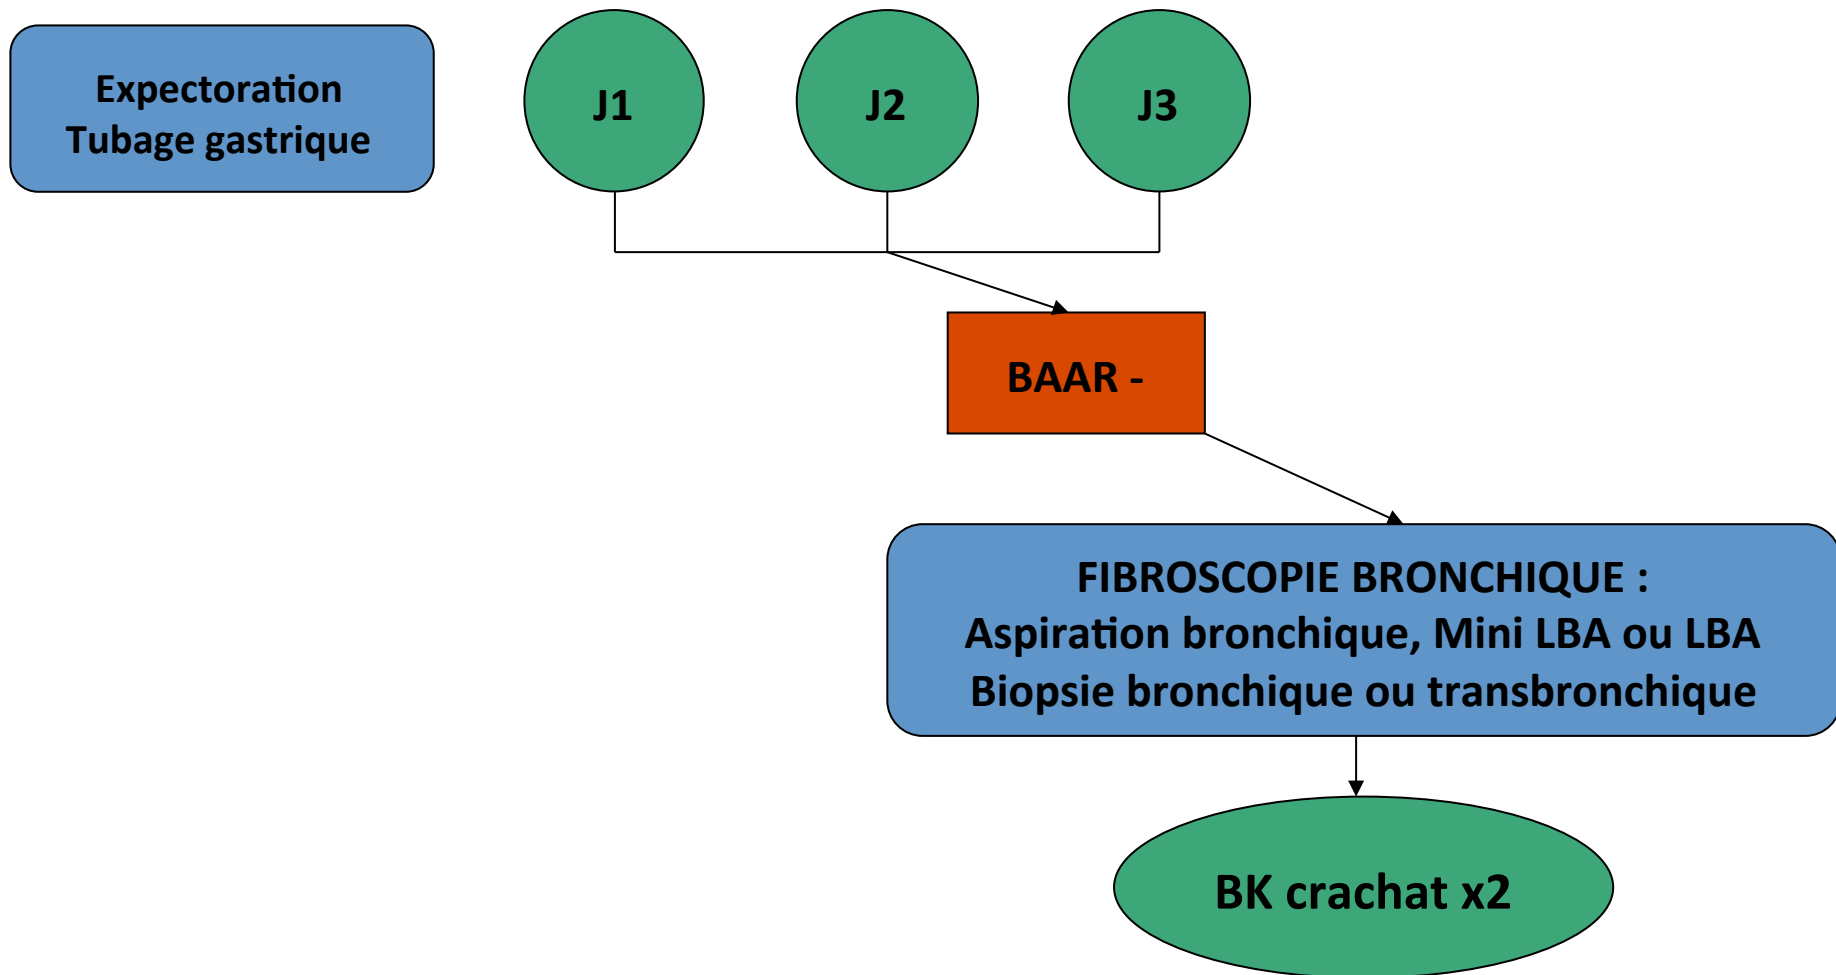 Expectoration
Tubage gastrique
J1
J2
J3
BAAR -
FIBROSCOPIE BRONCHIQUE :
Aspiration bronchique, Mini LBA ou LBA
Biopsie bronchique ou transbronchique
BK crachat x2